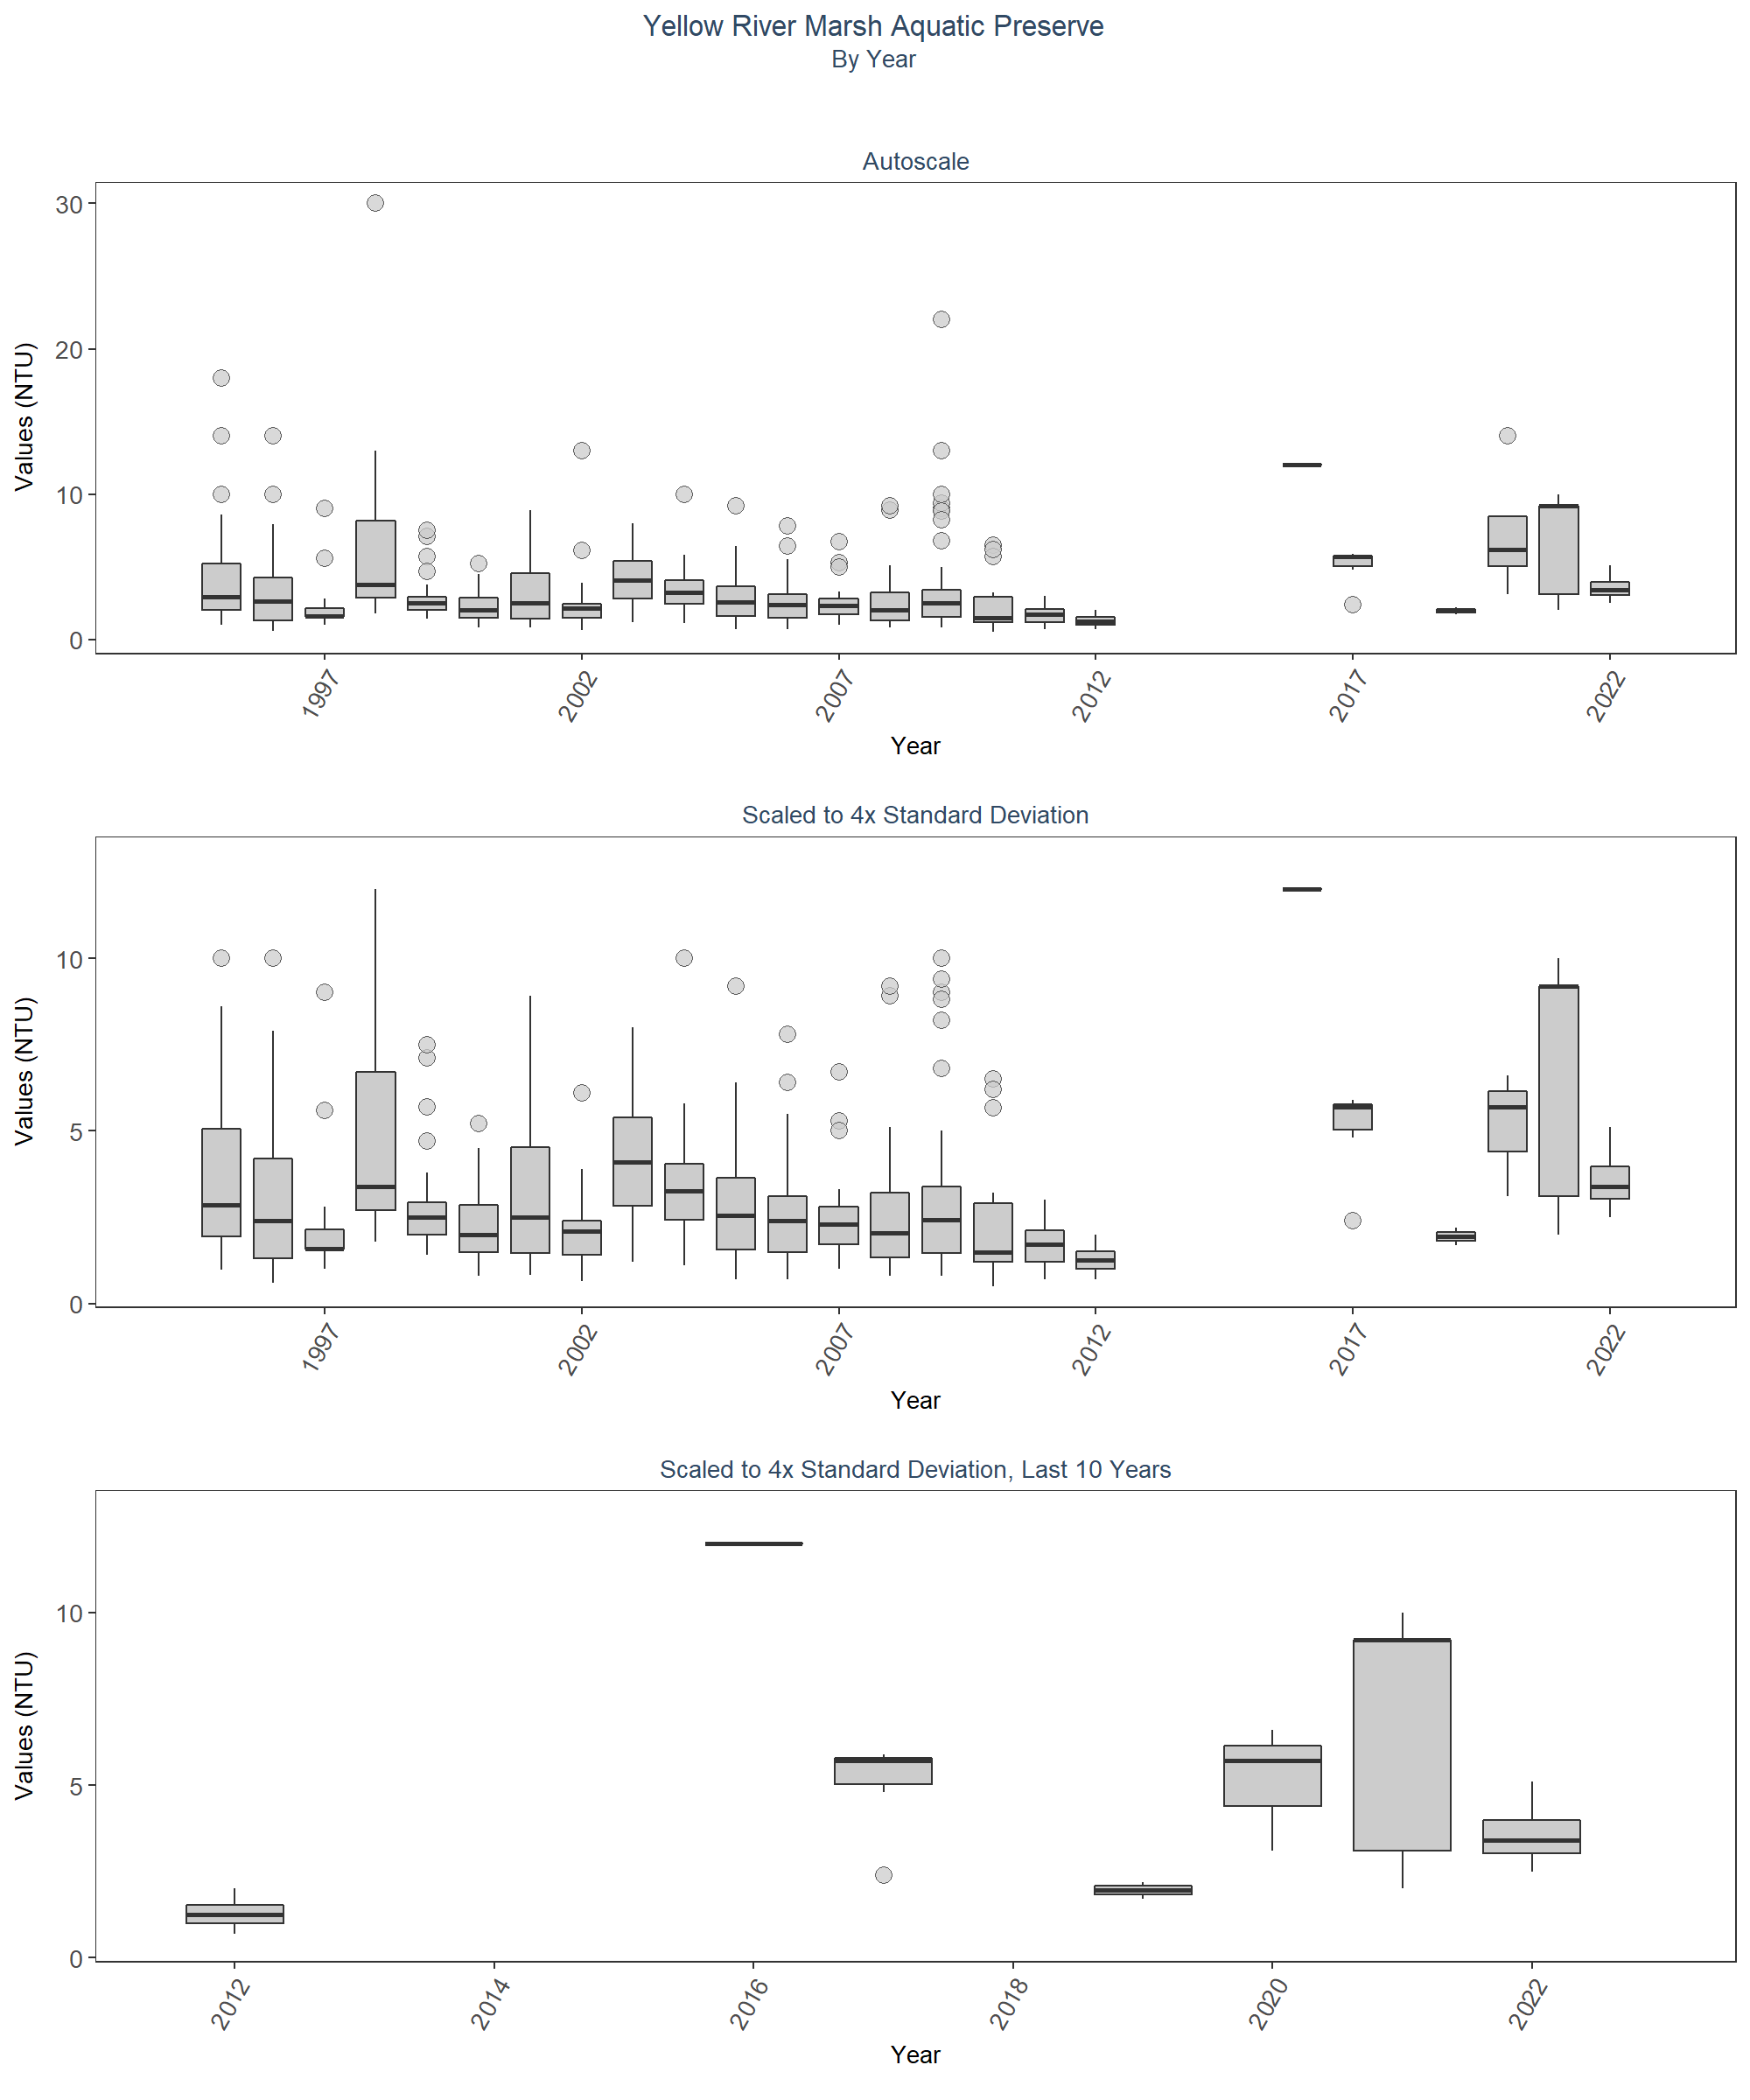 Yellow River Marsh Aquatic Preserve
By Year
Autoscale
30
20
10
0
Values (NTU)
1997
2002
2007
2012
2017
2022
Year
Scaled to 4x Standard Deviation
10
5
0
Values (NTU)
1997
2002
2007
2012
2017
2022
Year
Scaled to 4x Standard Deviation, Last 10 Years
10
5
0
Values (NTU)
2012
2014
2016
2018
2020
2022
Year